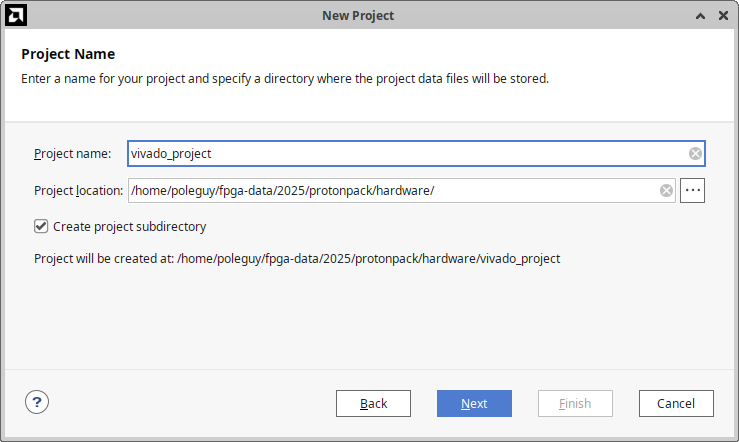 New Project
Project Name
Enter a name for your project and specify a directory where the project data files will be stored.
Project name: vivado_project
Project location: /home/poleguy/fpga-data/2025/protonpack/hardware/ ...
Create project subdirectory
Project will be created at: /home/poleguy/fpga-data/2025/protonpack/hardware/vivado_project
? Back Next Finish Cancel